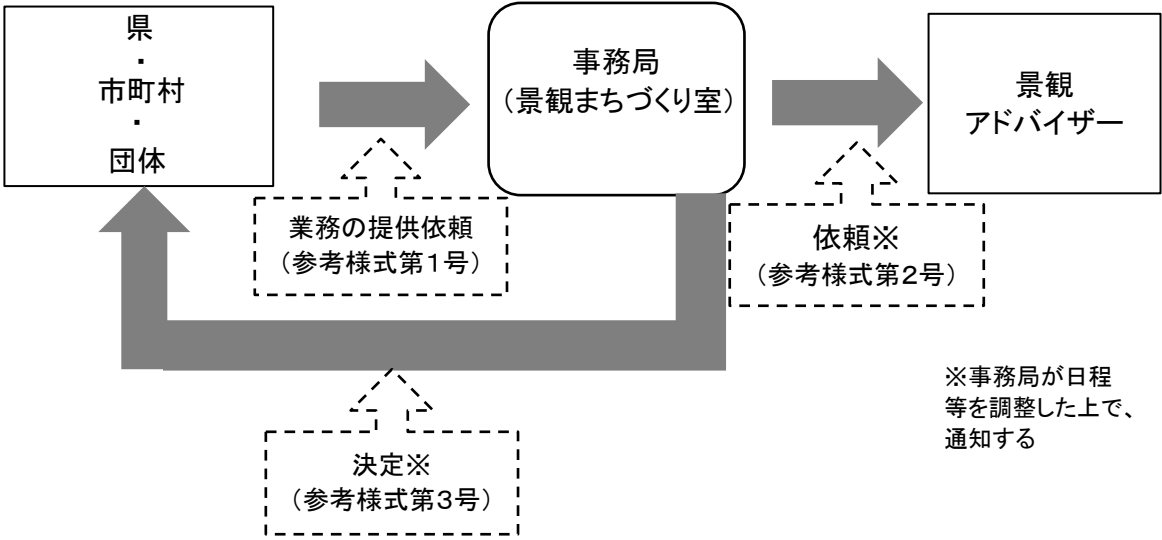 県
・
市町村
・
団体
事務局
（景観まちづくり室）
景観
アドバイザー
業務の提供依頼
（参考様式第１号）
依頼※
（参考様式第２号）
決定※
（参考様式第３号）
※事務局が日程
等を調整した上で、
通知する